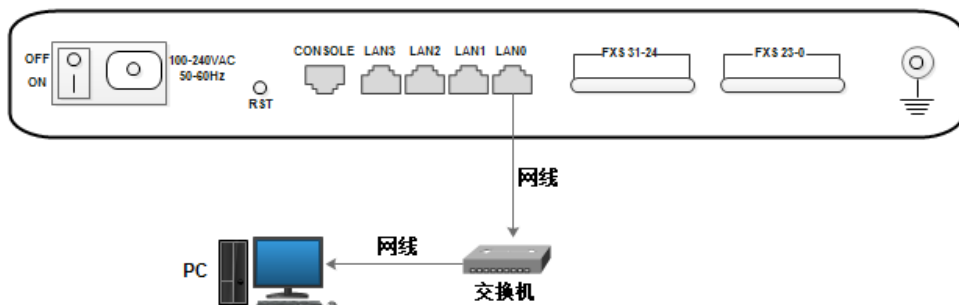 OFF
ON
100-240VAC
50-60Hz
RST
CONSOLE LAN3 LAN2 LAN1 LAN0
FXS 31-24
FXS 23-0
网线
网线
PC
交换机